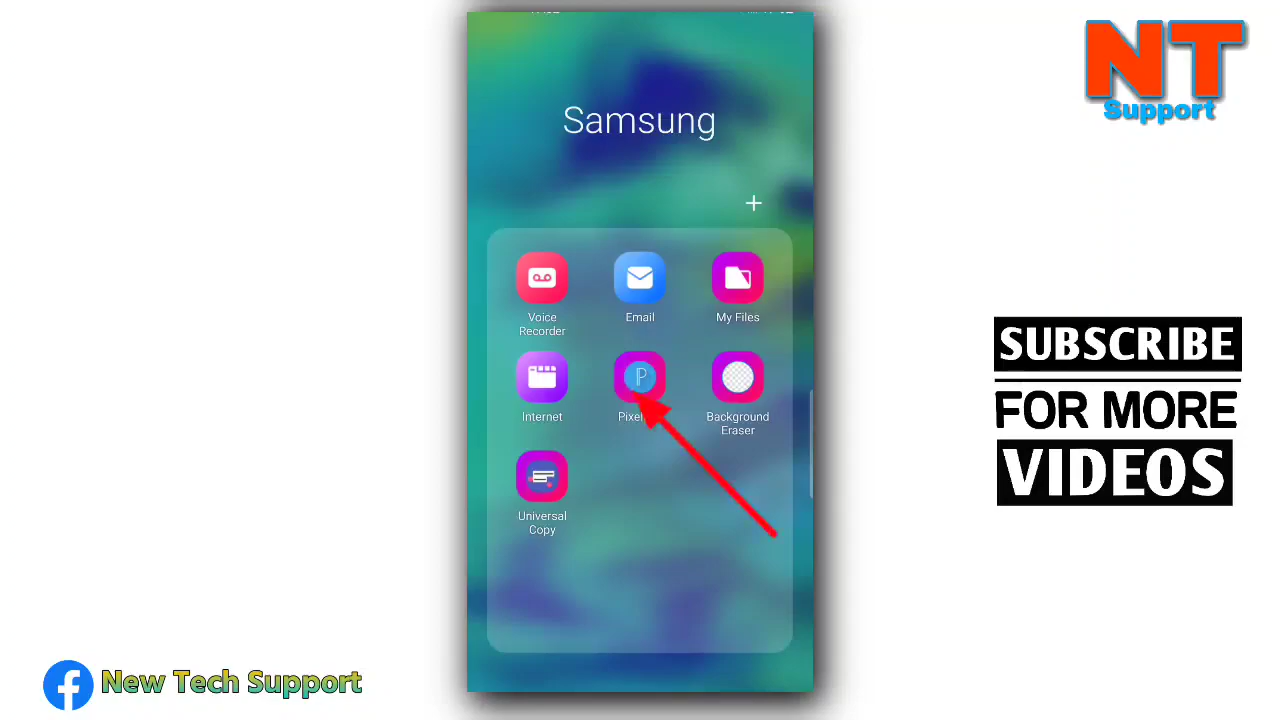 NT
Support
Samsung
+
Voice
Recorder
Email
My Files
Internet
P
Background
Eraser
Universal
Copy
SUBSCRIBE
FOR MORE
VIDEOS
New Tech Support